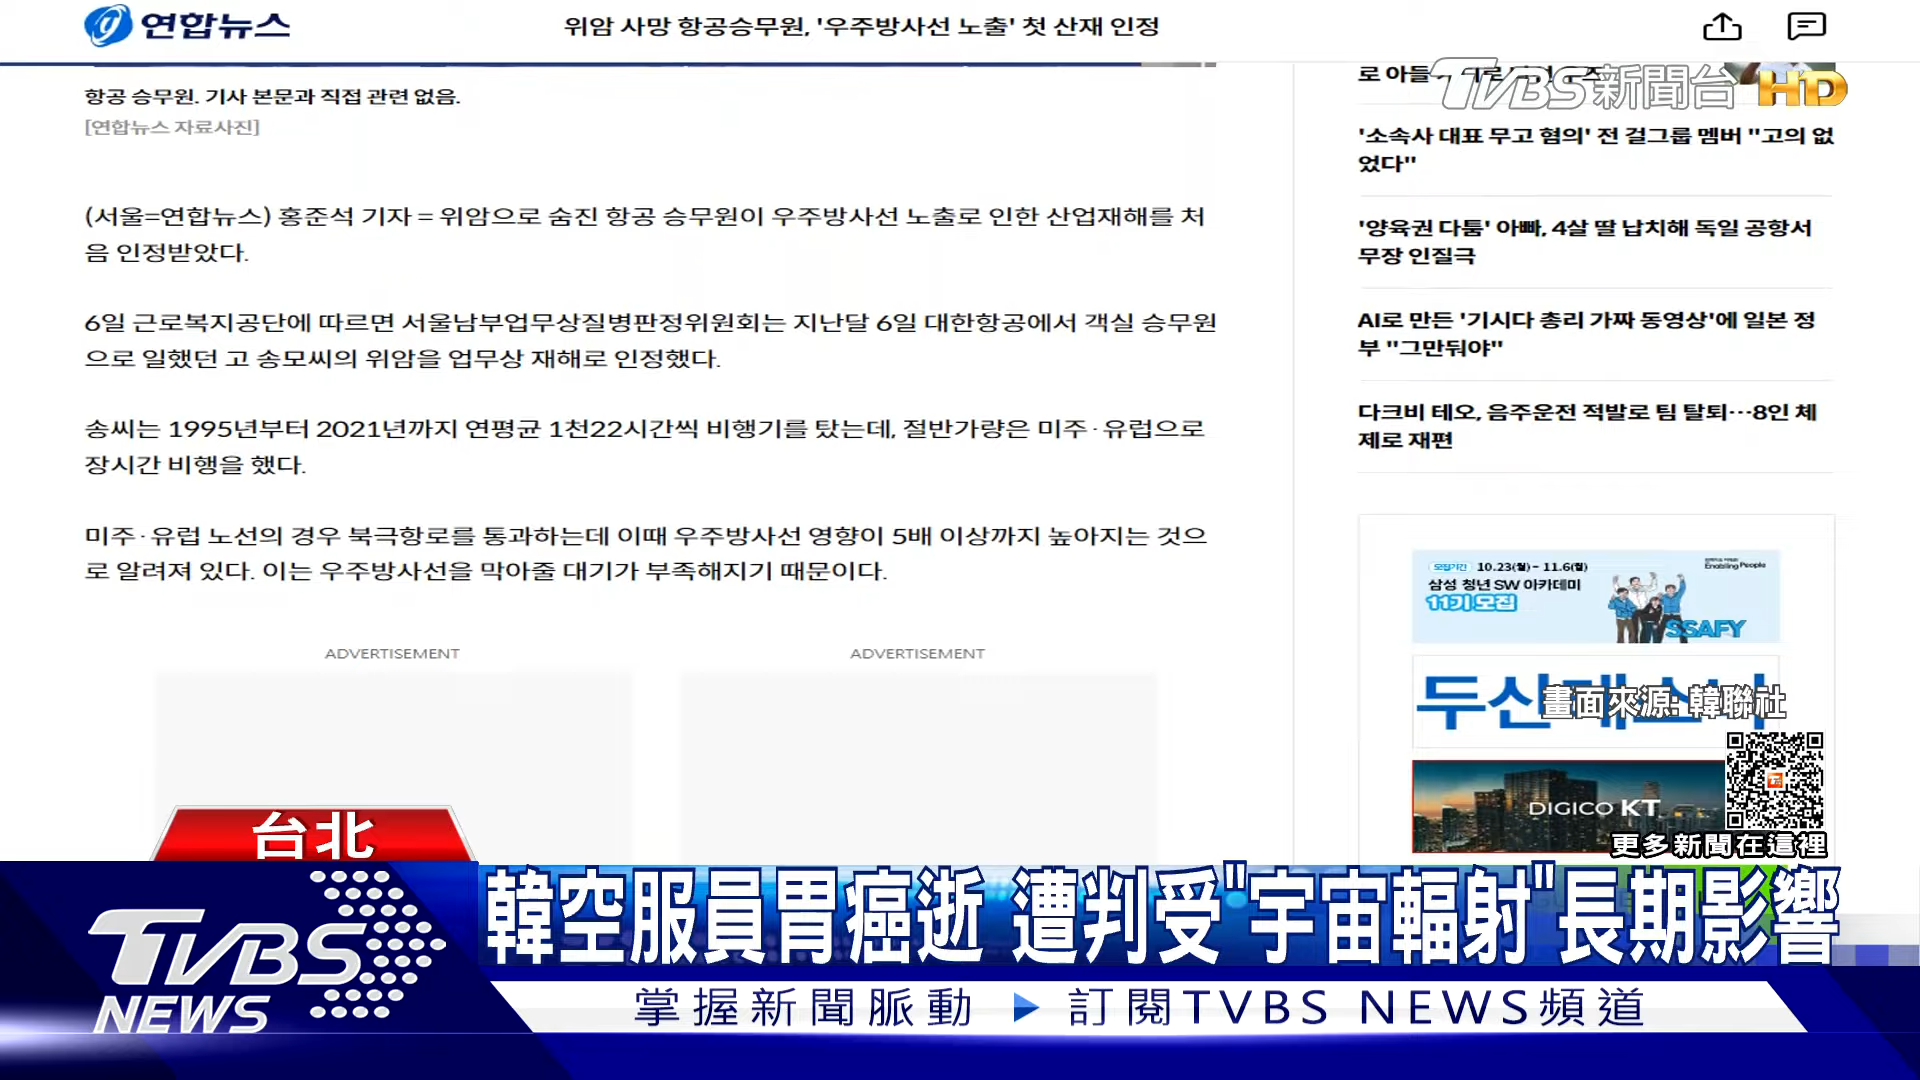 연합뉴스
위암 사망 항공승무원, '우주방사선 노출' 첫 산재 인정
항공 승무원. 기사 본문과 직접 관련 없음.
[연합뉴스 자료사진]
(서울=연합뉴스) 홍준석 기자 = 위암으로 숨진 항공 승무원이 우주방사선 노출로 인한 산업재해를 처
음 인정받았다.
6일 근로복지공단에 따르면 서울남부업무상질병판정위원회는 지난달 6일 대한항공에서 객실 승무원
으로 일했던 고 송모씨의 위암을 업무상 재해로 인정했다.
송씨는 1995년부터 2021년까지 연평균 1천22시간씩 비행기를 탔는데, 절반가량은 미주·유럽으로
장시간 비행을 했다.
미주·유럽 노선의 경우 북극항로를 통과하는데 이때 우주방사선 영향이 5배 이상까지 높아지는 것으
로 알려져 있다. 이는 우주방사선을 막아줄 대기가 부족해지기 때문이다.
ADVERTISEMENT
ADVERTISEMENT
로 아들
TVBS新聞台 HD
'소속사 대표 무고 혐의' 전 걸그룹 멤버 "고의 없
었다"
'양육권 다툼' 아빠, 4살 딸 납치해 독일 공항서
무장 인질극
AI로 만든 '기시다 총리 가짜 동영상'에 일본 정
부 "그만둬야"
다크비 테오, 음주운전 적발로 팀 탈퇴…8인 체
제로 재편
모집기간 10.23(월) - 11.6(월)
삼성 청년 SW 아카데미
11기 모집
Enabling People
SSAFY
두산
畫面來源: 韓聯社
DIGICO KT
更多新聞在這裡
台北
韓空服員胃癌逝 遭判受"宇宙輻射"長期影響
TVBS
NEWS
掌握新聞脈動 ▶ 訂閱TVBS NEWS頻道